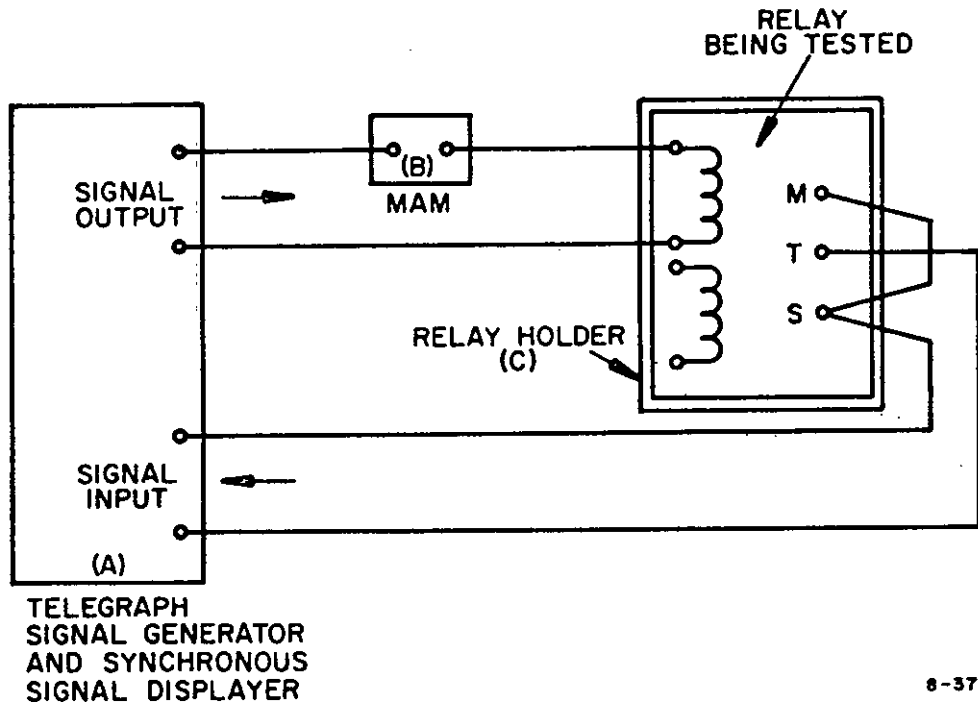 RELAY
BEING TESTED
SIGNAL
OUTPUT
(B)
MAM
M
T
S
RELAY HOLDER
(C)
SIGNAL
INPUT
(A)
TELEGRAPH
SIGNAL GENERATOR
AND SYNCHRONOUS
SIGNAL DISPLAYER
8-37